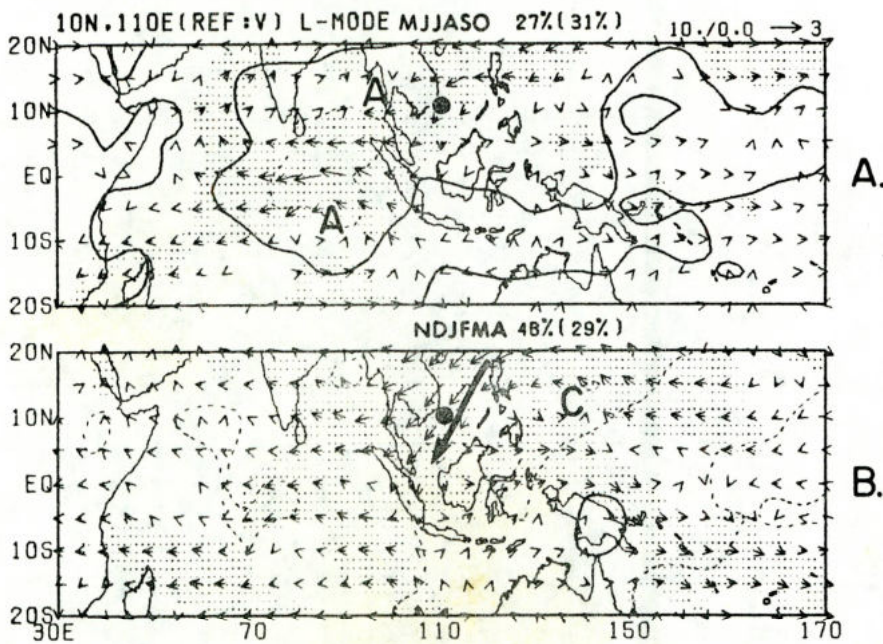 10N,110E(REF:V) L-MODE MJJASO 27%(31%) 10./0.0 → 3
20N
10N
EQ
10S
20S
A
A
A.
NDJFMA 48%(29%)
20N
10N
EQ
10S
20S
C
B.
30E 70 110 150 170